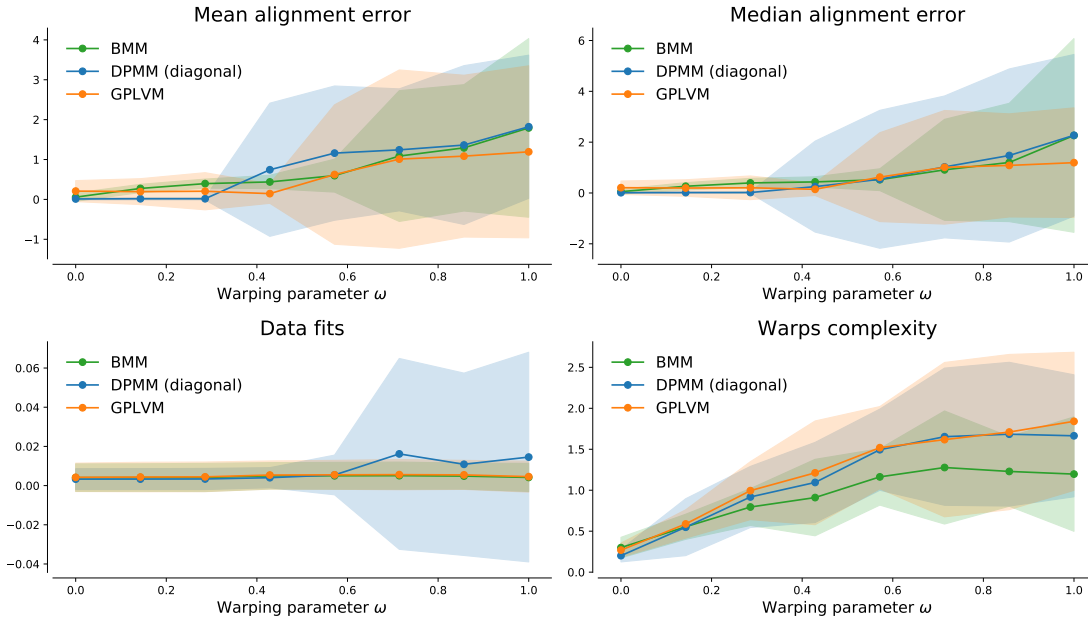 Mean alignment error
BMM
DPMM (diagonal)
GPLVM
4
3
2
1
0
−1
0.0 0.2 0.4 0.6 0.8 1.0
Warping parameter ω
Median alignment error
BMM
DPMM (diagonal)
GPLVM
6
4
2
0
−2
0.0 0.2 0.4 0.6 0.8 1.0
Warping parameter ω
Data fits
BMM
DPMM (diagonal)
GPLVM
0.06
0.04
0.02
0.00
−0.02
−0.04
0.0 0.2 0.4 0.6 0.8 1.0
Warping parameter ω
Warps complexity
BMM
DPMM (diagonal)
GPLVM
2.5
2.0
1.5
1.0
0.5
0.0
0.0 0.2 0.4 0.6 0.8 1.0
Warping parameter ω